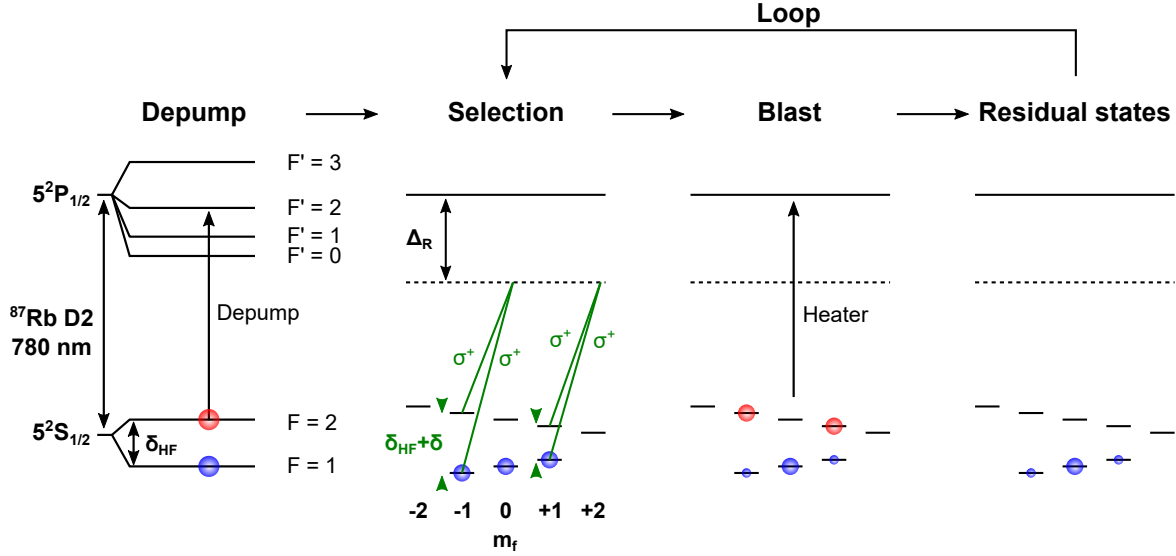 Loop
Depump
Selection
Blast
Residual states
F' = 3
5²P₁/₂
F' = 2
F' = 1
F' = 0
Δ_R
⁸⁷Rb D2
780 nm
Depump
Heater
σ⁺ σ⁺ σ⁺ σ⁺
F = 2
5²S₁/₂
δ_HF
δ_HF+δ
F = 1
-2 -1 0 +1 +2
m_f